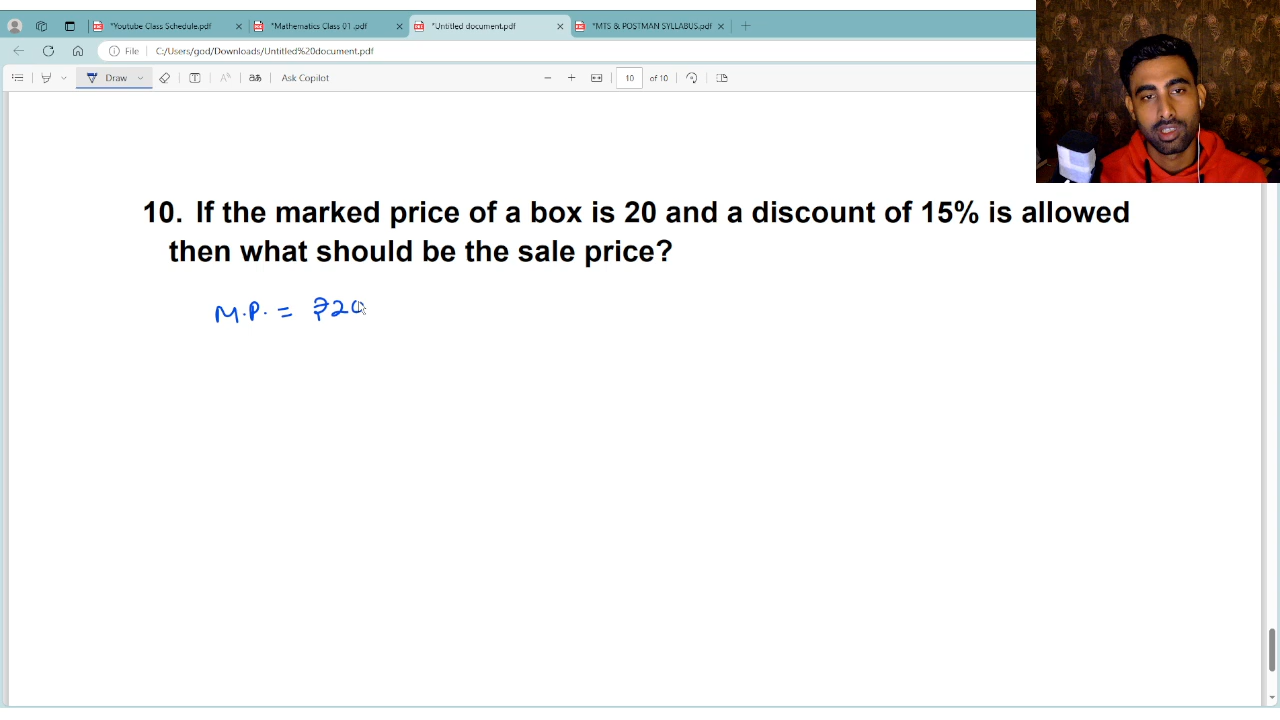 *Youtube Class Schedule.pdf
*Mathematics Class 01 .pdf
*Untitled document.pdf
*MTS & POSTMAN SYLLABUS.pdf
File C:/Users/god/Downloads/Untitled%20document.pdf
Draw Ask Copilot 10 of 10
10. If the marked price of a box is 20 and a discount of 15% is allowed
then what should be the sale price?
M.P. = ₹20